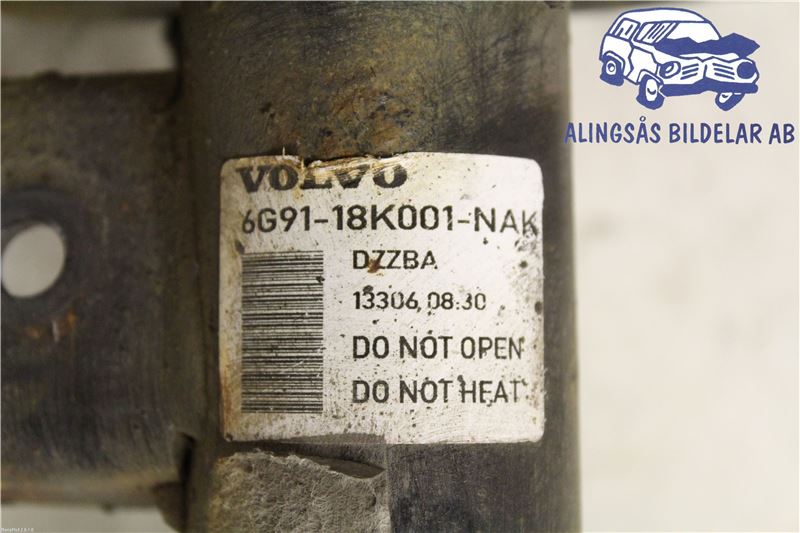 ALINGSÅS BILDELAR AB
VOLVO
6G91-18K001-NAK
DZZBA
13306, 08:30
DO NOT OPEN
DO NOT HEAT